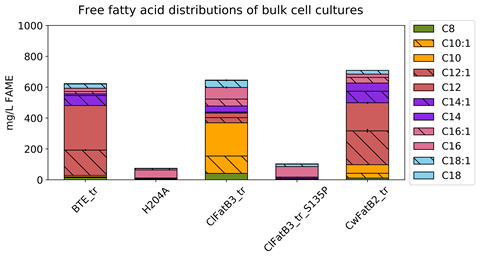 Free fatty acid distributions of bulk cell cultures
mg/L FAME
1000
800
600
400
200
0
BTE_tr
H204A
ClFatB3_tr
ClFatB3_tr_S135P
CwFatB2_tr
C8
C10:1
C10
C12:1
C12
C14:1
C14
C16:1
C16
C18:1
C18